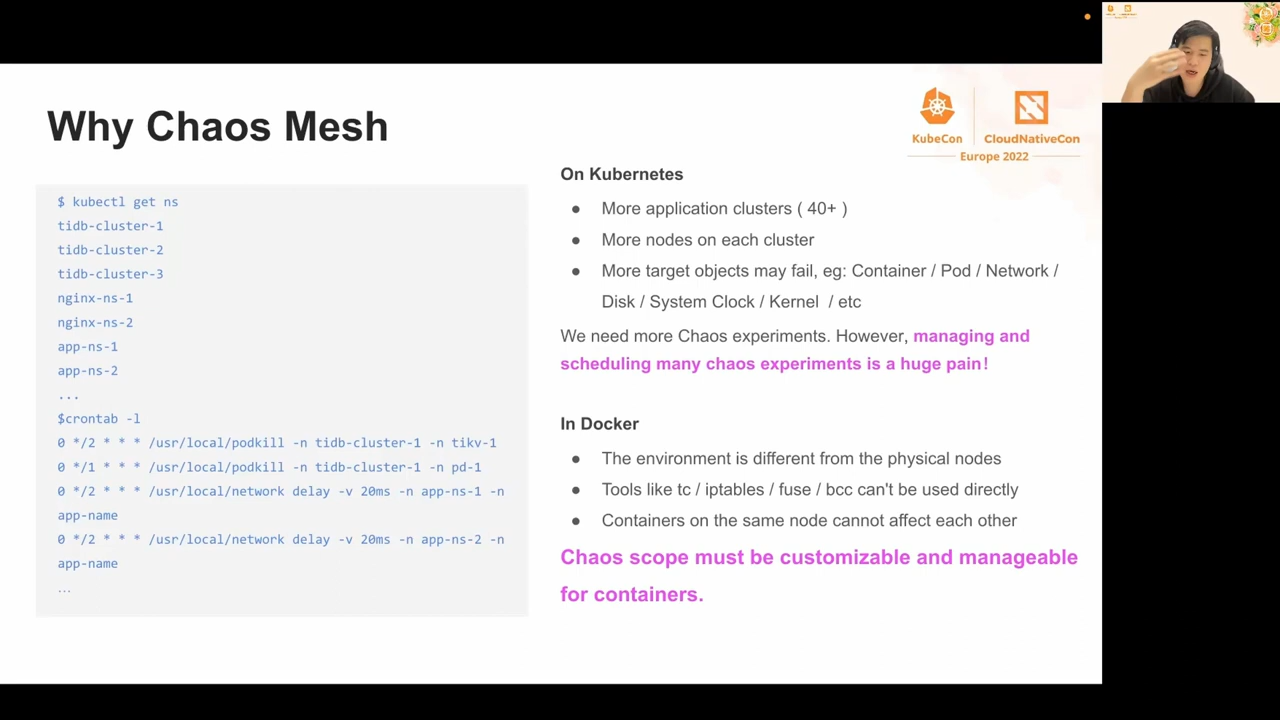 Why Chaos Mesh
KubeCon
CloudNativeCon
Europe 2022
$ kubectl get ns
tidb-cluster-1
tidb-cluster-2
tidb-cluster-3
nginx-ns-1
nginx-ns-2
app-ns-1
app-ns-2
...
$crontab -l
0 */2 * * * /usr/local/podkill -n tidb-cluster-1 -n tikv-1
0 */1 * * * /usr/local/podkill -n tidb-cluster-1 -n pd-1
0 */2 * * * /usr/local/network delay -v 20ms -n app-ns-1 -n
app-name
0 */2 * * * /usr/local/network delay -v 20ms -n app-ns-2 -n
app-name
...
On Kubernetes
● More application clusters ( 40+ )
● More nodes on each cluster
● More target objects may fail, eg: Container / Pod / Network /
Disk / System Clock / Kernel / etc
We need more Chaos experiments. However, managing and
scheduling many chaos experiments is a huge pain!
In Docker
● The environment is different from the physical nodes
● Tools like tc / iptables / fuse / bcc can't be used directly
● Containers on the same node cannot affect each other
Chaos scope must be customizable and manageable
for containers.